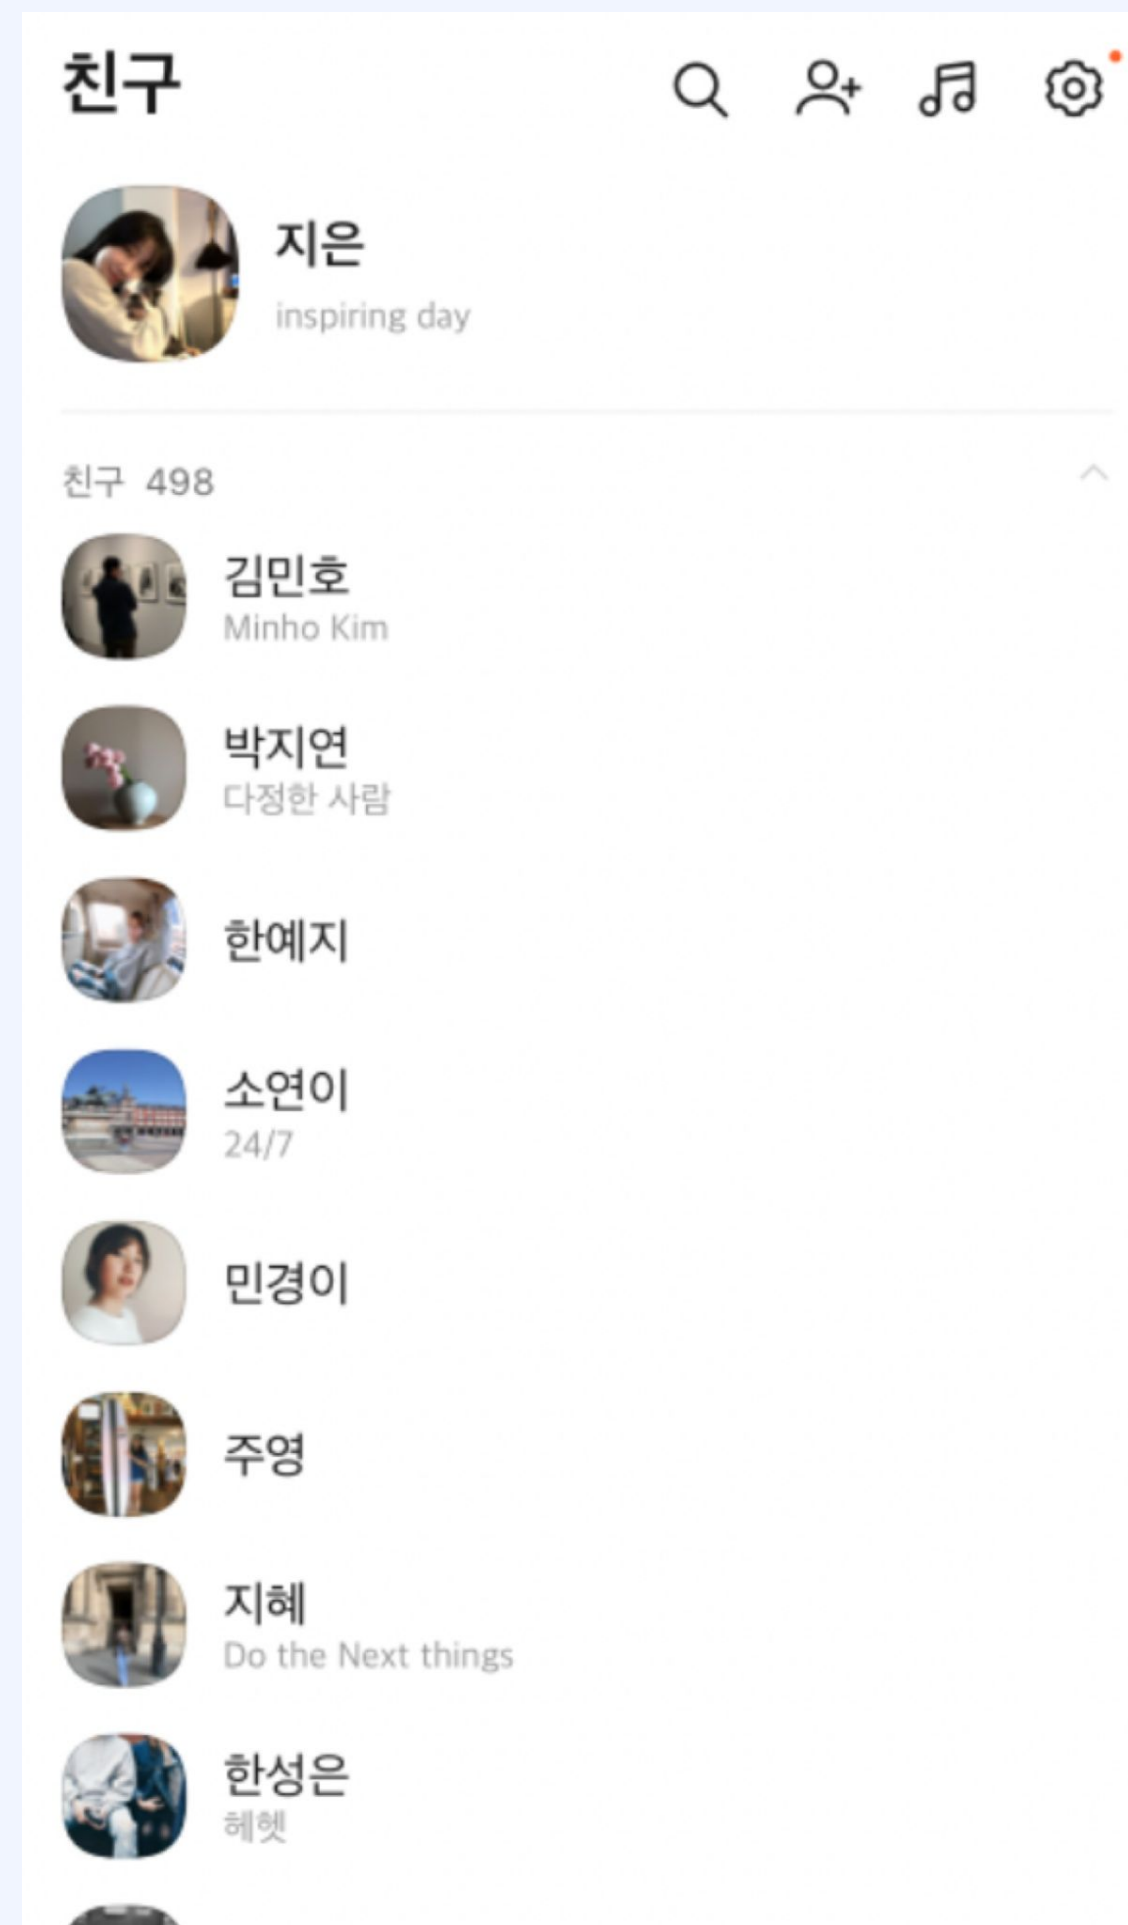 친구
지은
inspiring day
친구 498
김민호
Minho Kim
박지연
다정한 사람
한예지
소연이
24/7
민경이
주영
지혜
Do the Next things
한성은
헤헷